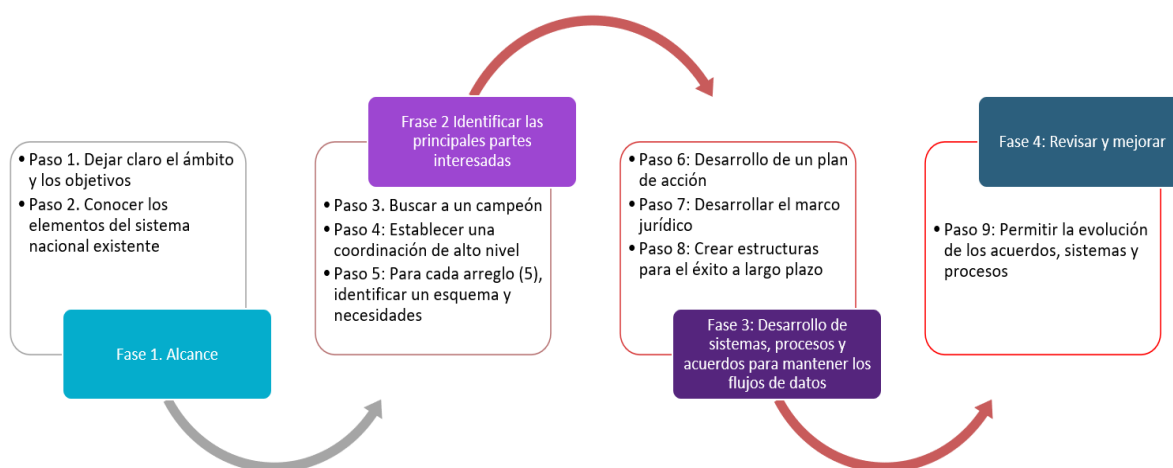 • Paso 1. Dejar claro el ámbito
y los objetivos
• Paso 2. Conocer los
elementos del sistema
nacional existente
Fase 1. Alcance
Frase 2 Identificar las
principales partes
interesadas
• Paso 3. Buscar a un campeón
• Paso 4: Establecer una
coordinación de alto nivel
• Paso 5: Para cada arreglo (5),
identificar un esquema y
necesidades
• Paso 6: Desarrollo de un plan
de acción
• Paso 7: Desarrollar el marco
jurídico
• Paso 8: Crear estructuras
para el éxito a largo plazo
Fase 3: Desarrollo de
sistemas, procesos y
acuerdos para mantener los
flujos de datos
Fase 4: Revisar y mejorar
• Paso 9: Permitir la evolución
de los acuerdos, sistemas y
procesos